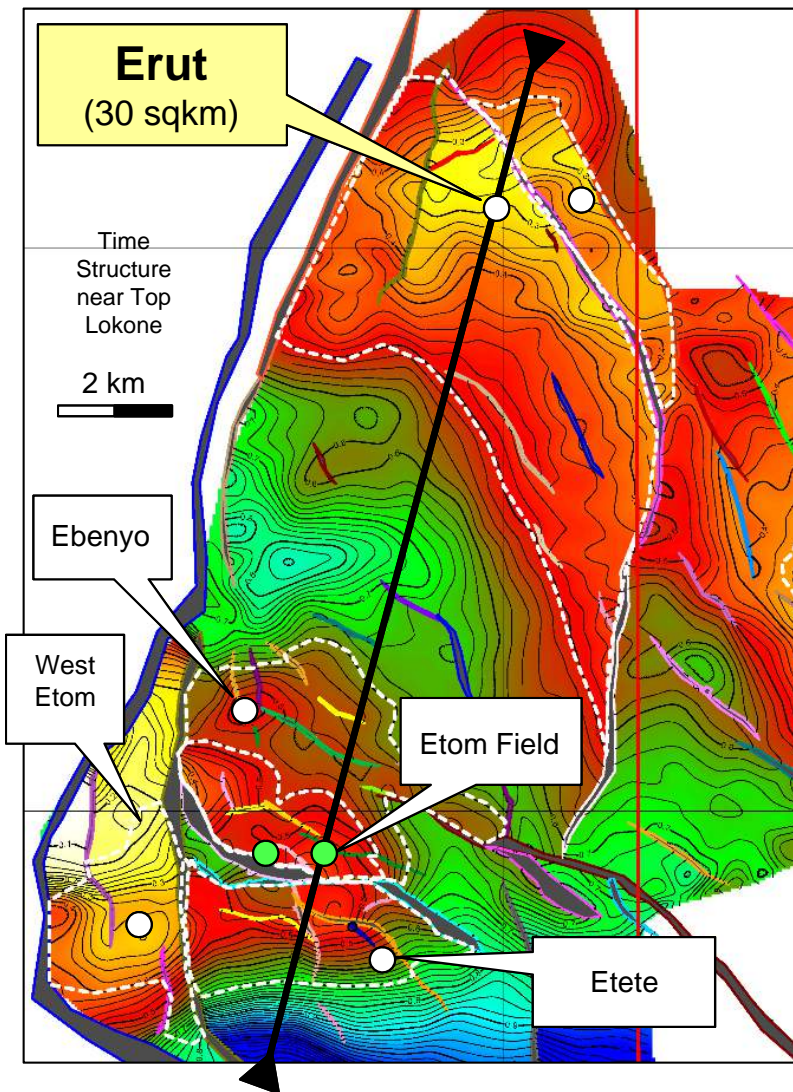 Erut
(30 sqkm)
Time
Structure
near Top
Lokone
2 km
Ebenyo
West
Etom
Etom Field
Etete